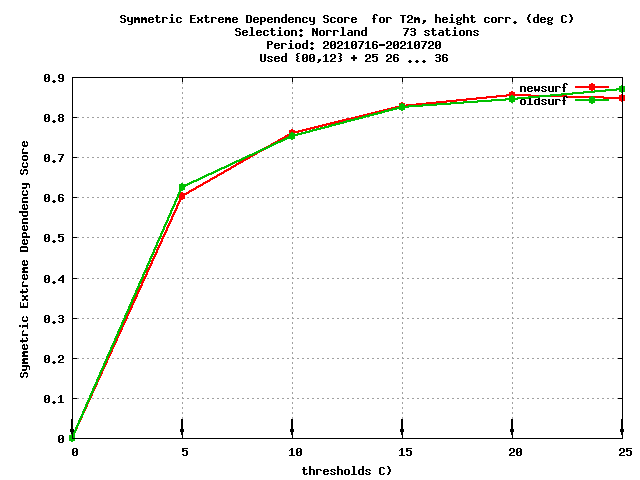 Symmetric Extreme Dependency Score  for T2m, height corr. (deg C)
Selection: Norrland     73 stations
Period: 20210716-20210720
Used {00,12} + 25 26 ... 36
newsurf
oldsurf
Symmetric Extreme Dependency Score
0.9
0.8
0.7
0.6
0.5
0.4
0.3
0.2
0.1
0
0 5 10 15 20 25
thresholds C)